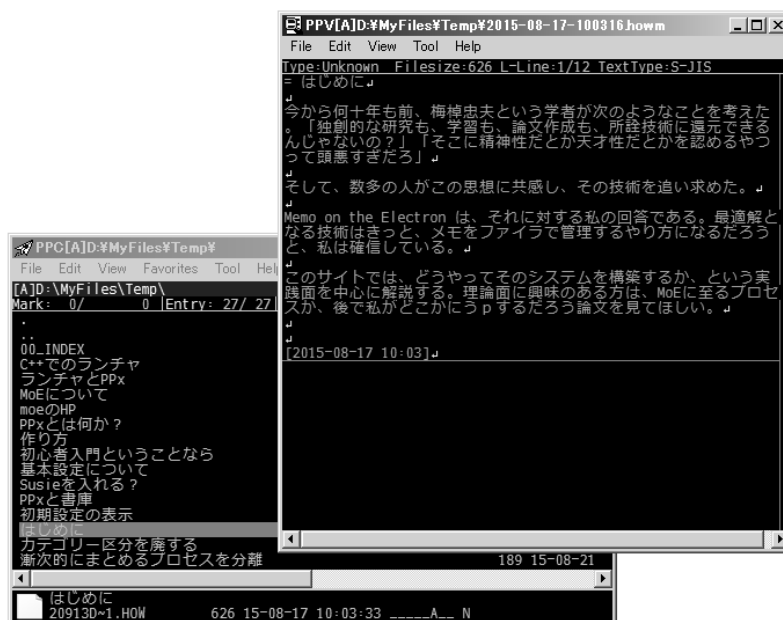 PPV[A]D:¥MyFiles¥Temp¥2015-08-17-100316.howm
File Edit View Tool Help
Type:Unknown Filesize:626 L-Line:1/12 TextType:S-JIS
= はじめに↲
↲
今から何十年も前、梅棹忠夫という学者が次のようなことを考えた
。「独創的な研究も、学習も、論文作成も、所詮技術に還元できる
んじゃないの？」「そこに精神性だとか天才性だとかを認めるやつ
って頭悪すぎだろ」↲
↲
そして、数多の人がこの思想に共感し、その技術を追い求めた。↲
↲
Memo on the Electron は、それに対する私の回答である。最適解と
なる技術はきっと、メモをファイラで管理するやり方になるだろう
と、私は確信している。↲
↲
このサイトでは、どうやってそのシステムを構築するか、という実
践面を中心に解説する。理論面に興味のある方は、MoEに至るプロセ
スか、後で私がどこかにうｐするだろう論文を見てほしい。↲
↲
↲
[2015-08-17 10:03]↲
PPC[A]D:¥MyFiles¥Temp¥
File Edit View Favorites Tool Hel
[A]D:\MyFiles\Temp\
Mark: 0/ 0 |Entry: 27/ 27|
.
..
00_INDEX
C++でのランチャ
ランチャとPPx
MoEについて
moeのHP
PPxとは何か？
作り方
初心者入門ということなら
基本設定について
Susieを入れる？
PPxと書庫
初期設定の表示
はじめに
カテゴリー区分を廃する
漸次的にまとめるプロセスを分離 189 15-08-21
はじめに
20913D~1.HOW 626 15-08-17 10:03:33 _____A__ N